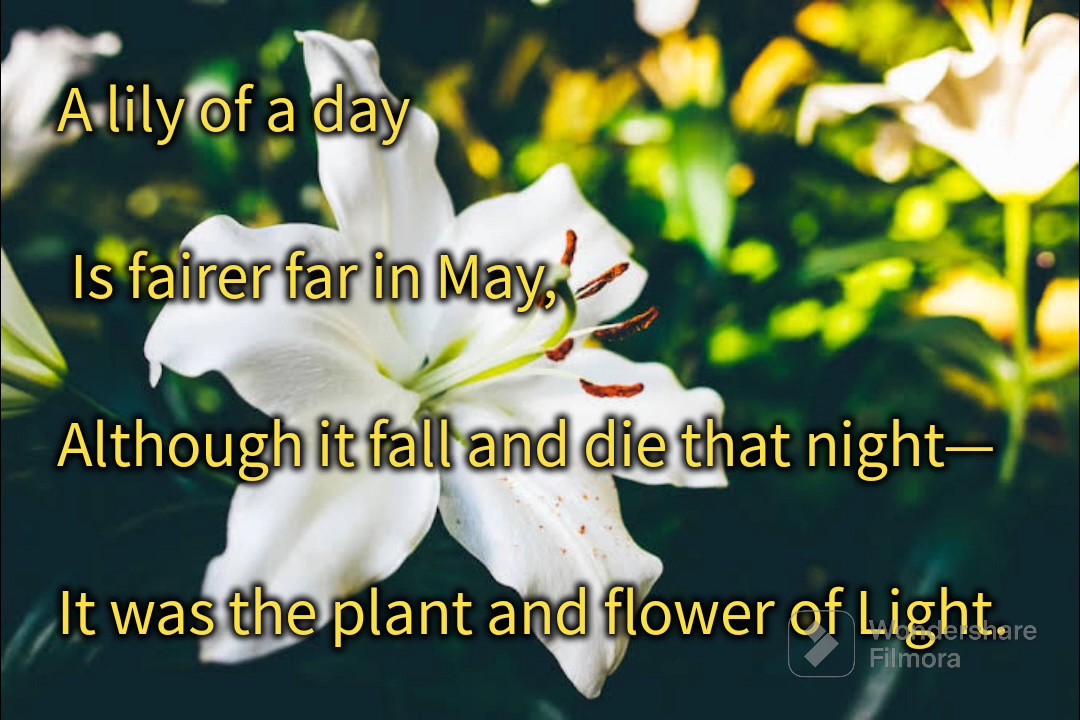 A lily of a day
Is fairer far in May,
Although it fall and die that night—
It was the plant and flower of Light.
Wondershare
Filmora